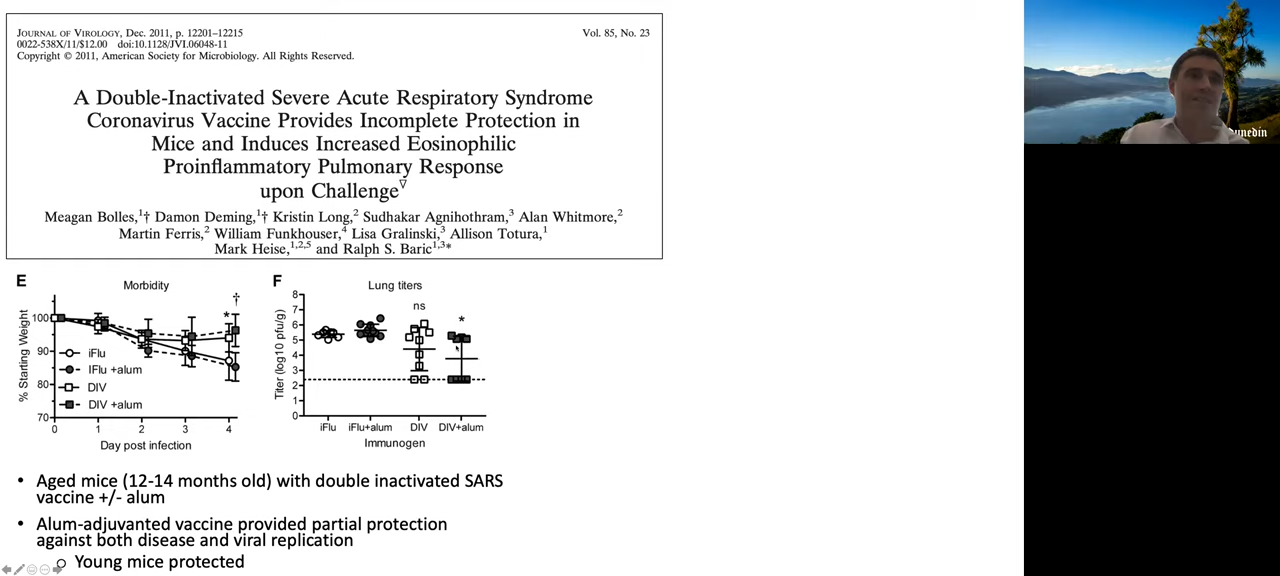 JOURNAL OF VIROLOGY, Dec. 2011, p. 12201–12215
Vol. 85, No. 23
0022-538X/11/$12.00 doi:10.1128/JVI.06048-11
Copyright © 2011, American Society for Microbiology. All Rights Reserved.
A Double-Inactivated Severe Acute Respiratory Syndrome
Coronavirus Vaccine Provides Incomplete Protection in
Mice and Induces Increased Eosinophilic
Proinflammatory Pulmonary Response
upon Challenge▽
Meagan Bolles,1† Damon Deming,1† Kristin Long,2 Sudhakar Agnihothram,3 Alan Whitmore,2
Martin Ferris,2 William Funkhouser,4 Lisa Gralinski,3 Allison Totura,1
Mark Heise,1,2,5 and Ralph S. Baric1,3*
E
Morbidity
†
*
% Starting Weight
100
90
80
70
iFlu
IFlu +alum
DIV
DIV +alum
0 1 2 3 4
Day post infection
F
Lung titers
ns
*
Titer (log10 pfu/g)
8
7
6
5
4
3
2
1
0
iFlu iFlu+alum DIV DIV+alum
Immunogen
• Aged mice (12-14 months old) with double inactivated SARS
vaccine +/- alum
• Alum-adjuvanted vaccine provided partial protection
against both disease and viral replication
o Young mice protected